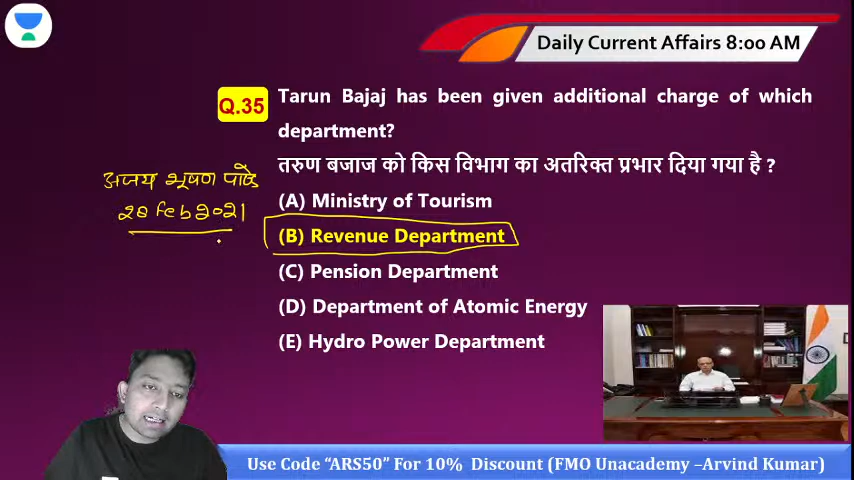 Daily Current Affairs 8:00 AM
Q.35
Tarun Bajaj has been given additional charge of which
department?
तरुण बजाज को किस विभाग का अतरिक्त प्रभार दिया गया है ?
अजय भूषण पांडे
28 Feb 2021
(A) Ministry of Tourism
(B) Revenue Department
(C) Pension Department
(D) Department of Atomic Energy
(E) Hydro Power Department
Use Code “ARS50” For 10% Discount (FMO Unacademy –Arvind Kumar)